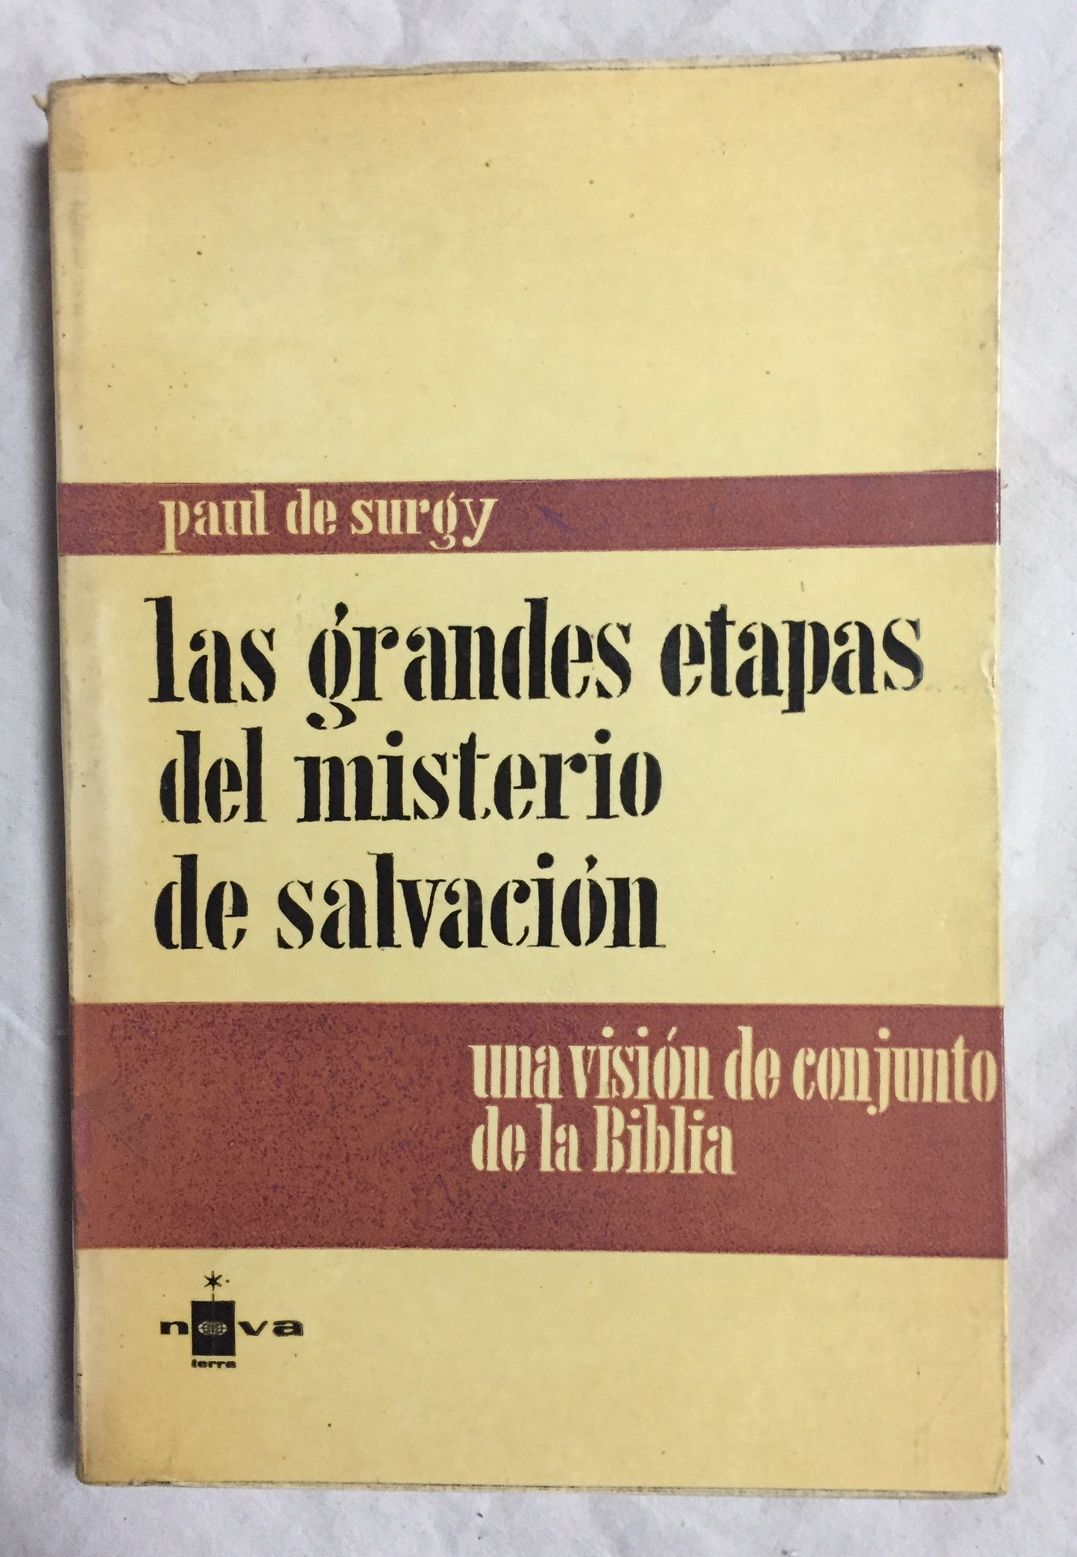 paul de surgy
las grandes etapas
del misterio
de salvación
una visión de conjunto
de la Biblia
nova
terra